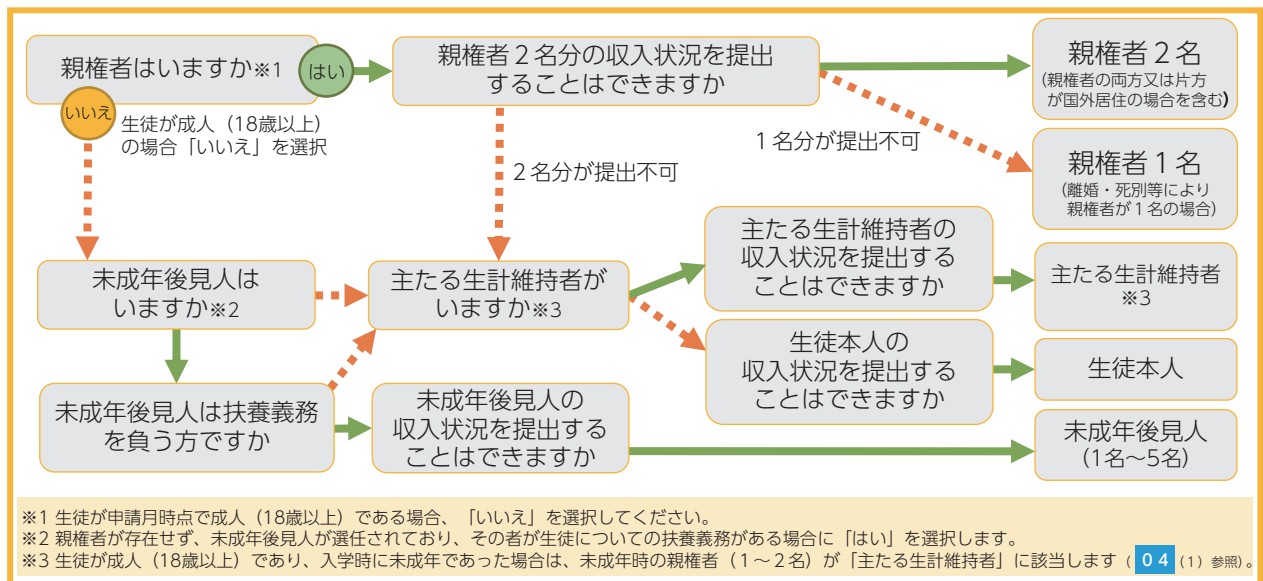 親権者はいますか※1
はい
いいえ
生徒が成人（18歳以上）
の場合「いいえ」を選択
親権者２名分の収入状況を提出
することはできますか
親権者２名
(親権者の両方又は片方
が国外居住の場合を含む)
１名分が提出不可
２名分が提出不可
親権者１名
(離婚・死別等により
親権者が１名の場合)
未成年後見人は
いますか※2
主たる生計維持者が
いますか※3
主たる生計維持者の
収入状況を提出する
ことはできますか
主たる生計維持者
※3
生徒本人の
収入状況を提出する
ことはできますか
生徒本人
未成年後見人は扶養義務
を負う方ですか
未成年後見人の
収入状況を提出する
ことはできますか
未成年後見人
(1名～5名)
※1 生徒が申請月時点で成人（18歳以上）である場合、「いいえ」を選択してください。
※2 親権者が存在せず、未成年後見人が選任されており、その者が生徒についての扶養義務がある場合に「はい」を選択します。
※3 生徒が成人（18歳以上）であり、入学時に未成年であった場合は、未成年時の親権者（１～２名）が「主たる生計維持者」に該当します（ 04 (1) 参照）。